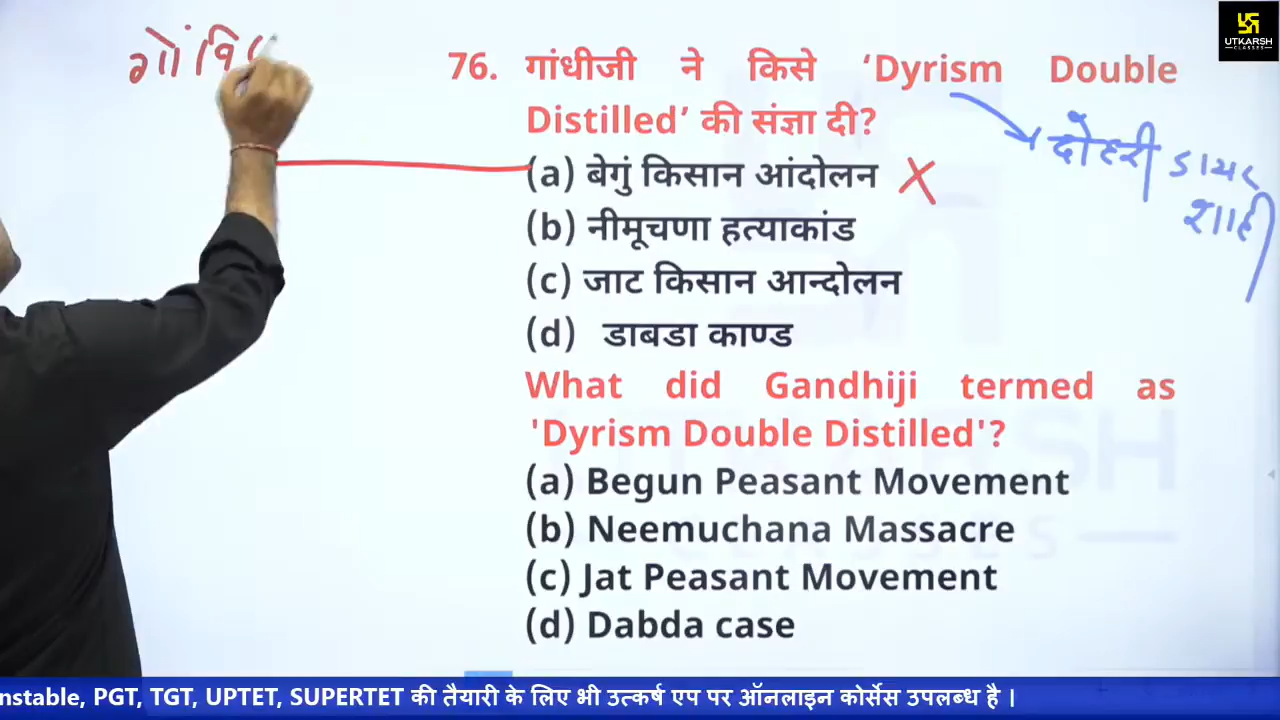 गोवि
UTKARSH
CLASSES
76. गांधीजी ने किसे ‘Dyrism Double
Distilled’ की संज्ञा दी?
दोहरी डायर
शाही
(a) बेगुं किसान आंदोलन X
(b) नीमूचणा हत्याकांड
(c) जाट किसान आन्दोलन
(d) डाबडा काण्ड
What did Gandhiji termed as
'Dyrism Double Distilled'?
(a) Begun Peasant Movement
(b) Neemuchana Massacre
(c) Jat Peasant Movement
(d) Dabda case
nstable, PGT, TGT, UPTET, SUPERTET की तैयारी के लिए भी उत्कर्ष एप पर ऑनलाइन कोर्सेस उपलब्ध है ।